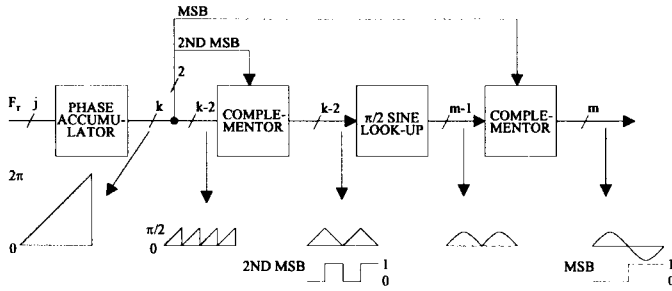 MSB
2ND MSB
2
F_r j PHASE ACCUMU- LATOR k k-2 COMPLE- MENTOR k-2 π/2 SINE LOOK-UP m-1 COMPLE- MENTOR m
2π
0
π/2
0
2ND MSB 1
0
MSB 1
0